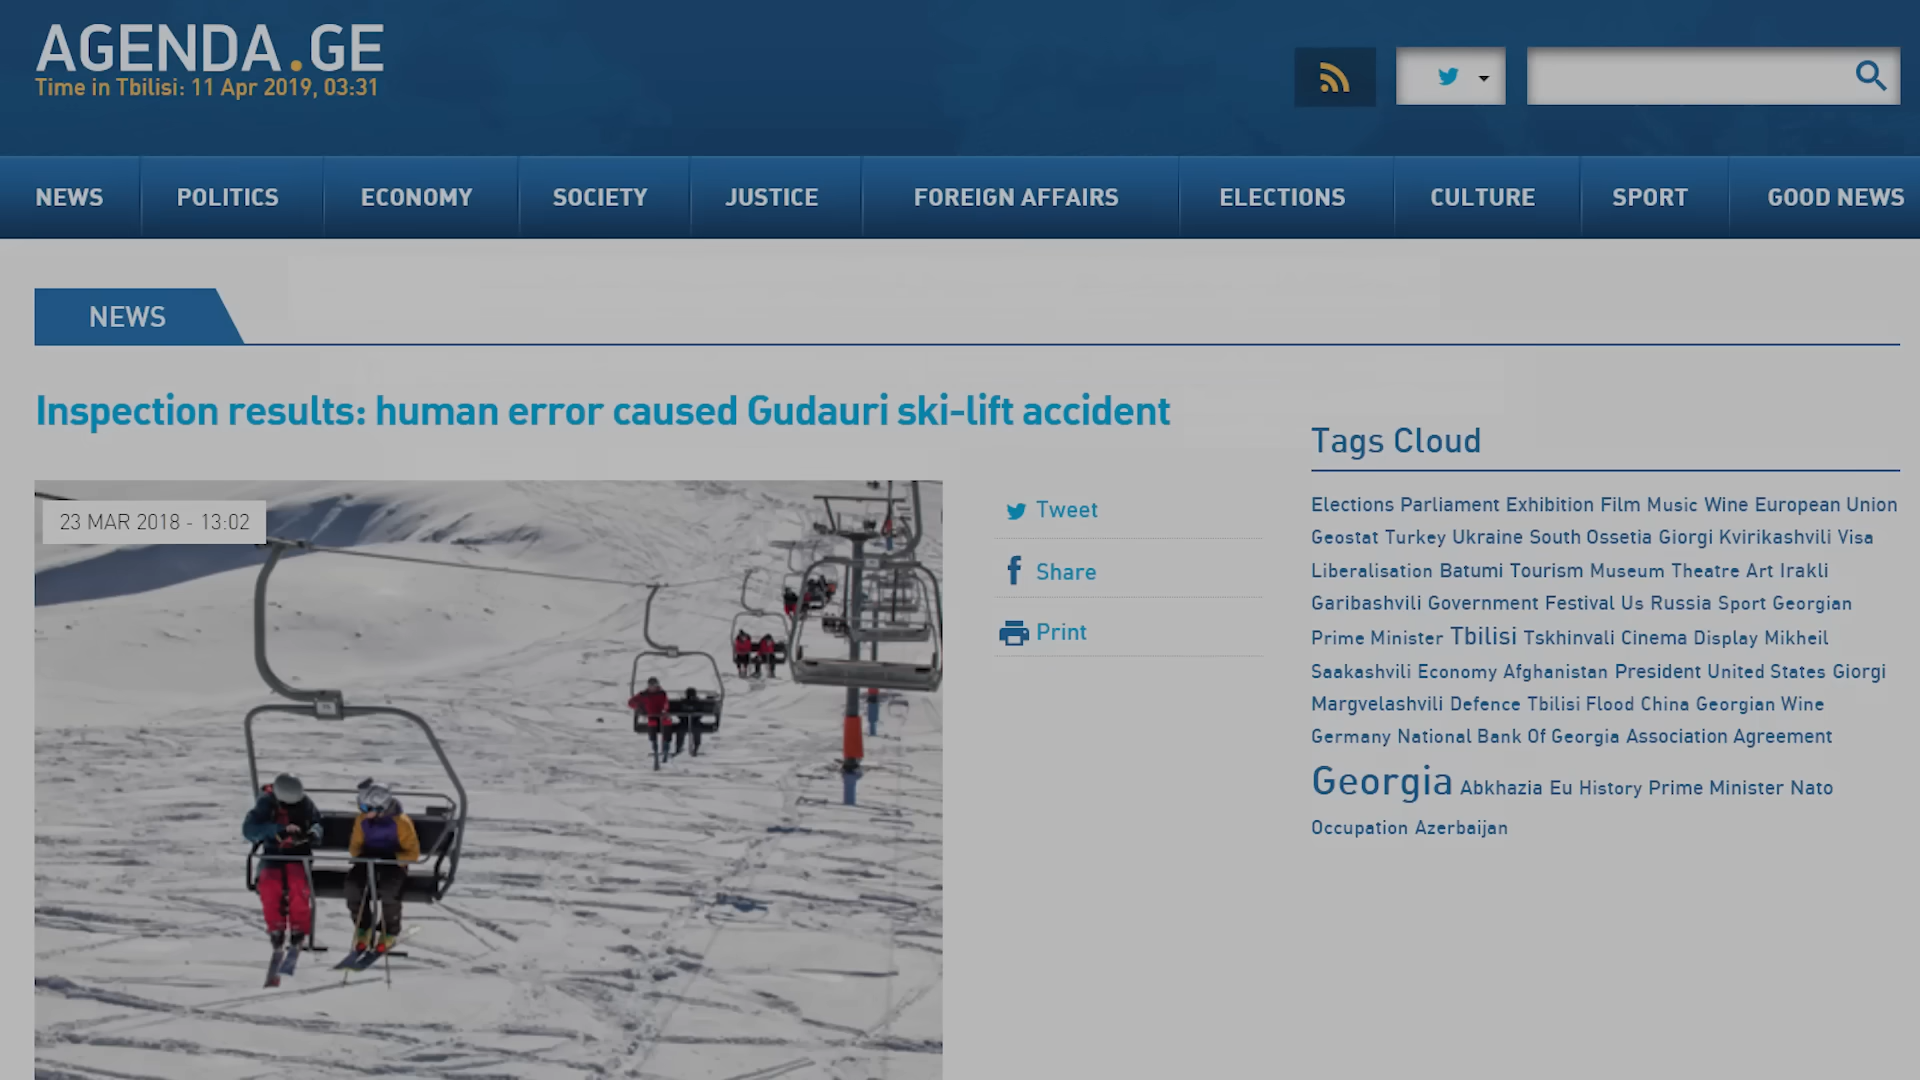 AGENDA.GE
Time in Tbilisi: 11 Apr 2019, 03:31
NEWS POLITICS ECONOMY SOCIETY JUSTICE FOREIGN AFFAIRS ELECTIONS CULTURE SPORT GOOD NEWS
NEWS
Inspection results: human error caused Gudauri ski-lift accident
23 MAR 2018 - 13:02
Tweet
Share
Print
Tags Cloud
Elections Parliament Exhibition Film Music Wine European Union
Geostat Turkey Ukraine South Ossetia Giorgi Kvirikashvili Visa
Liberalisation Batumi Tourism Museum Theatre Art Irakli
Garibashvili Government Festival Us Russia Sport Georgian
Prime Minister Tbilisi Tskhinvali Cinema Display Mikheil
Saakashvili Economy Afghanistan President United States Giorgi
Margvelashvili Defence Tbilisi Flood China Georgian Wine
Germany National Bank Of Georgia Association Agreement
Georgia Abkhazia Eu History Prime Minister Nato
Occupation Azerbaijan